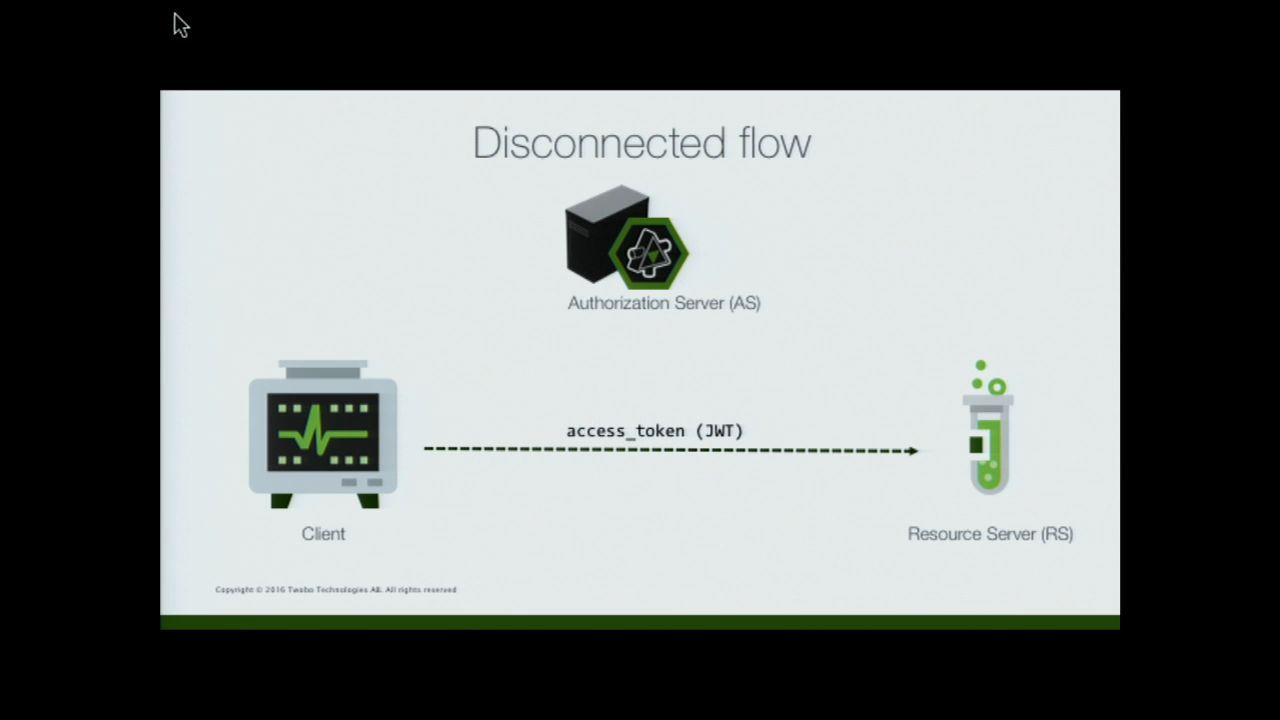 Disconnected flow
Authorization Server (AS)
access_token (JWT)
Client
Resource Server (RS)
Copyright © 2016 Twobo Technologies AB. All rights reserved